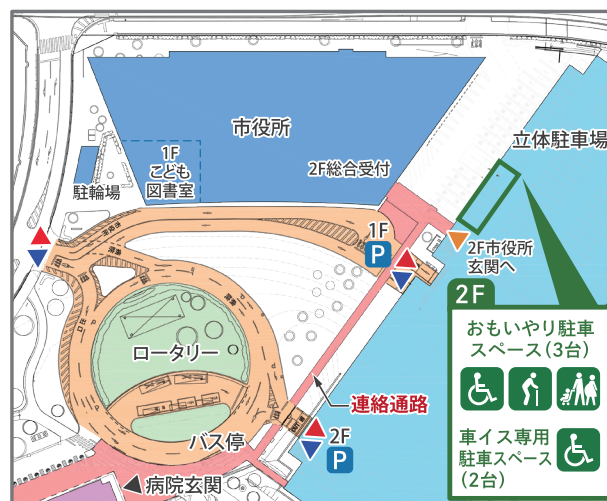 市役所
1F
こども
図書室
駐輪場
2F総合受付
立体駐車場
1F
P
2F市役所
玄関へ
2F
おもいやり駐車
スペース(3台)
車イス専用
駐車スペース
(2台)
ロータリー
連絡通路
バス停
2F
P
病院玄関